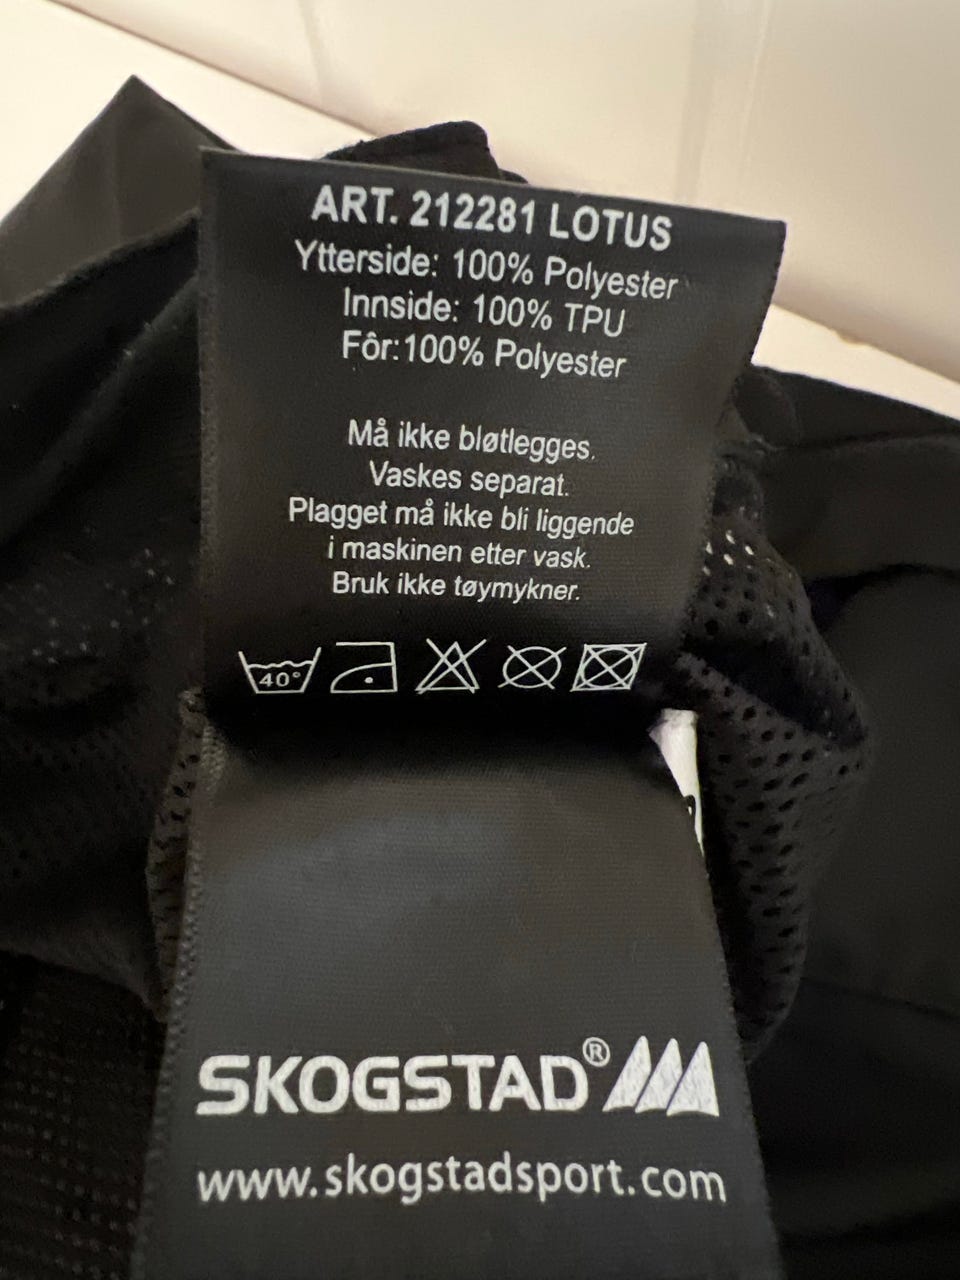 ART. 212281 LOTUS
Ytterside: 100% Polyester
Innside: 100% TPU
Fôr:100% Polyester
Må ikke bløtlegges.
Vaskes separat.
Plagget må ikke bli liggende
i maskinen etter vask.
Bruk ikke tøymykner.
40°
SKOGSTAD®
www.skogstadsport.com